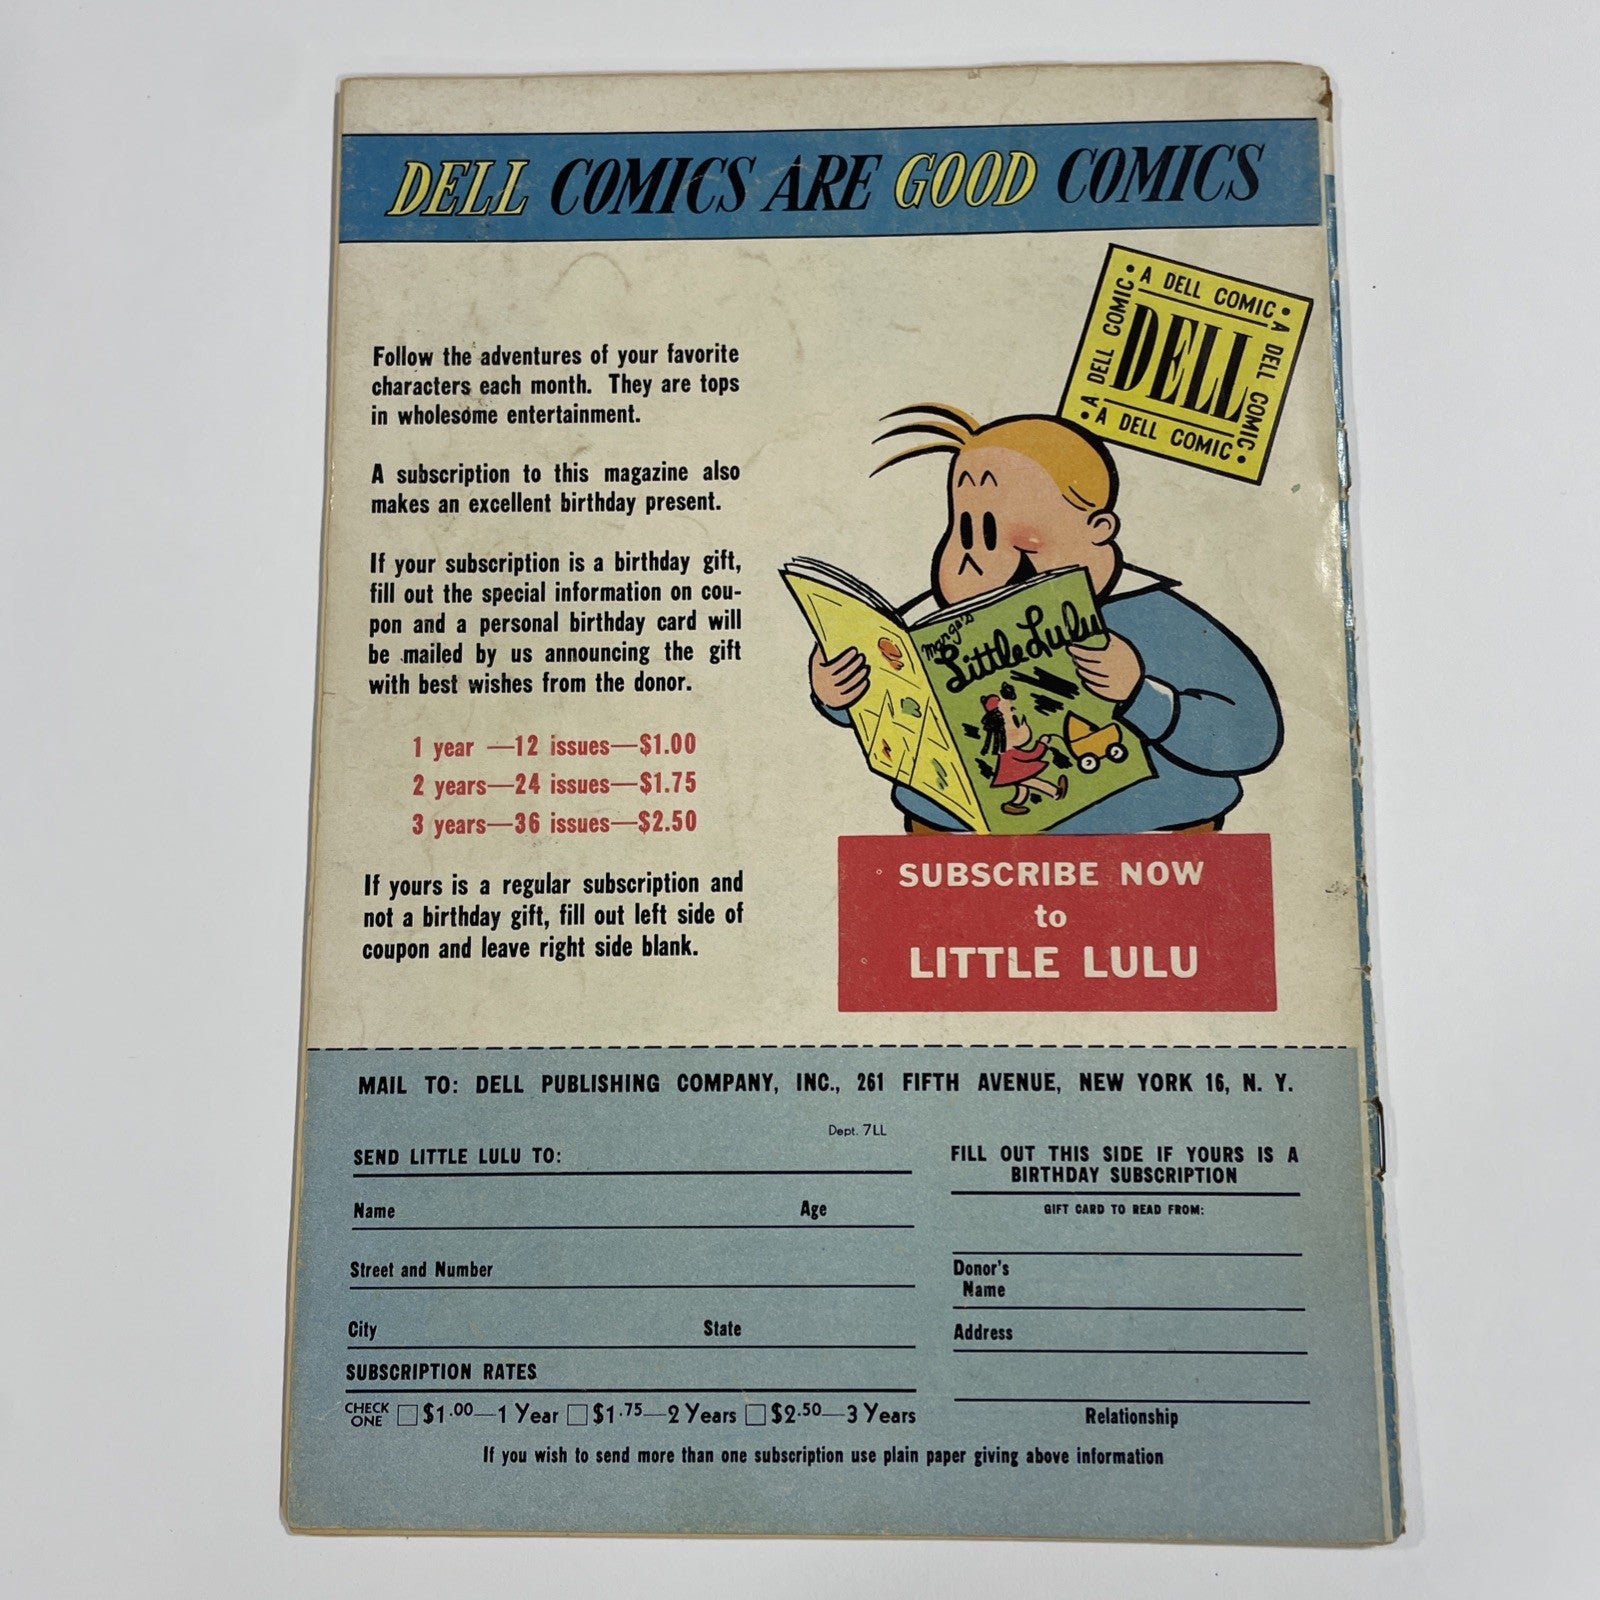 DELL COMICS ARE GOOD COMICS
• A DELL COMIC •
A DELL COMIC
A DELL COMIC
DELL
• A DELL COMIC •
Follow the adventures of your favorite
characters each month. They are tops
in wholesome entertainment.
A subscription to this magazine also
makes an excellent birthday present.
If your subscription is a birthday gift,
fill out the special information on cou-
pon and a personal birthday card will
be mailed by us announcing the gift
with best wishes from the donor.
1 year —12 issues—$1.00
2 years—24 issues—$1.75
3 years—36 issues—$2.50
If yours is a regular subscription and
not a birthday gift, fill out left side of
coupon and leave right side blank.
Marge's
Little Lulu
SUBSCRIBE NOW
to
LITTLE LULU
MAIL TO: DELL PUBLISHING COMPANY, INC., 261 FIFTH AVENUE, NEW YORK 16, N. Y.
Dept. 7LL
SEND LITTLE LULU TO:
Name Age
Street and Number
City State
SUBSCRIPTION RATES
CHECK
ONE
$1.00—1 Year $1.75—2 Years $2.50—3 Years
FILL OUT THIS SIDE IF YOURS IS A
BIRTHDAY SUBSCRIPTION
GIFT CARD TO READ FROM:
Donor's
Name
Address
Relationship
If you wish to send more than one subscription use plain paper giving above information